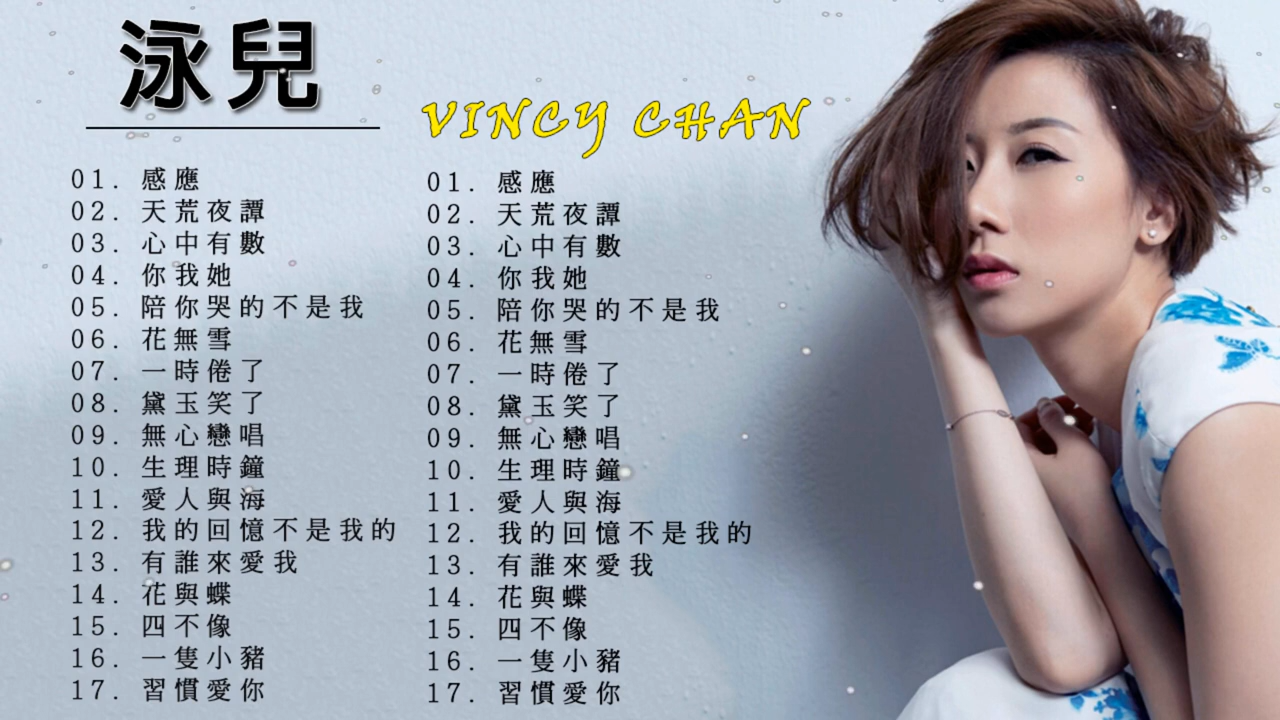 泳兒
VINCY CHAN
01. 感應
02. 天荒夜譚
03. 心中有數
04. 你我她
05. 陪你哭的不是我
06. 花無雪
07. 一時倦了
08. 黛玉笑了
09. 無心戀唱
10. 生理時鐘
11. 愛人與海
12. 我的回憶不是我的
13. 有誰來愛我
14. 花與蝶
15. 四不像
16. 一隻小豬
17. 習慣愛你
01. 感應
02. 天荒夜譚
03. 心中有數
04. 你我她
05. 陪你哭的不是我
06. 花無雪
07. 一時倦了
08. 黛玉笑了
09. 無心戀唱
10. 生理時鐘
11. 愛人與海
12. 我的回憶不是我的
13. 有誰來愛我
14. 花與蝶
15. 四不像
16. 一隻小豬
17. 習慣愛你